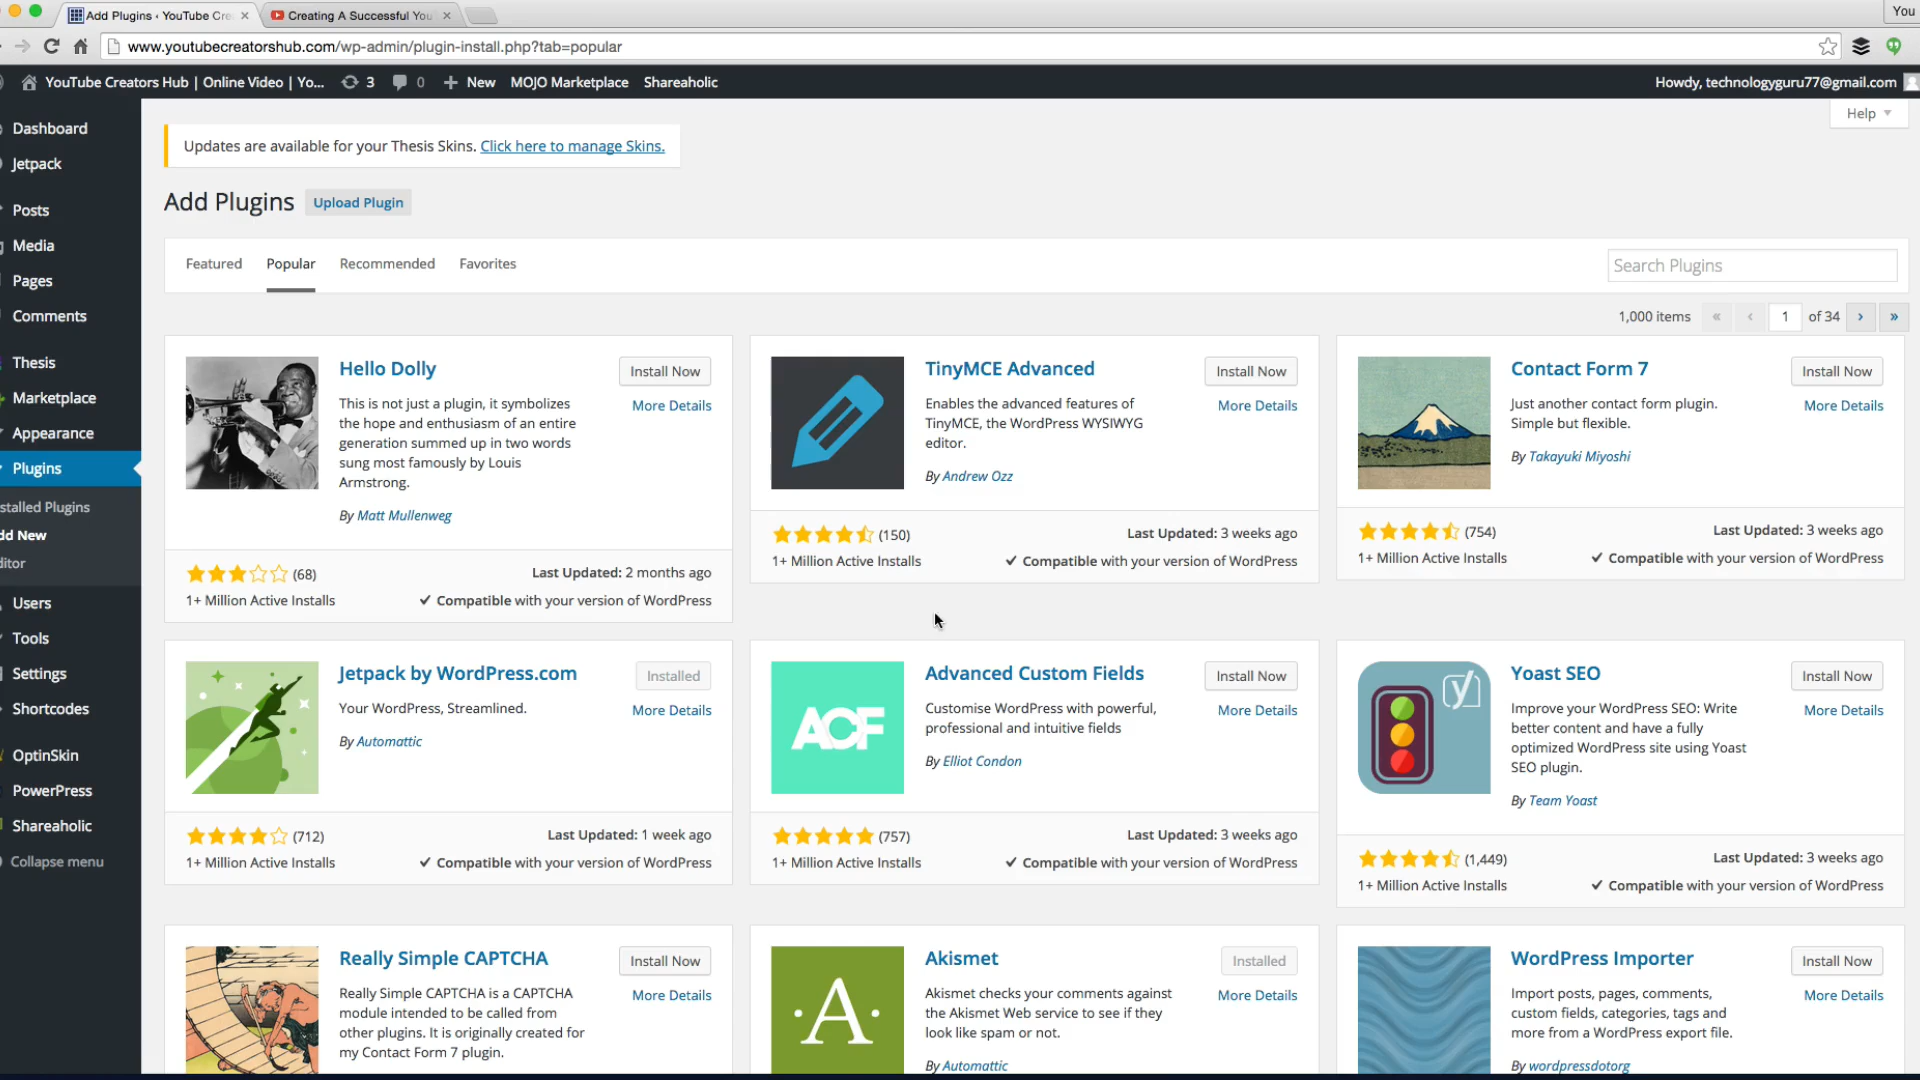 Add Plugins ‹ YouTube Cre
Creating A Successful You
You
www.youtubecreatorshub.com/wp-admin/plugin-install.php?tab=popular
YouTube Creators Hub | Online Video | Yo... 3 0 New MOJO Marketplace Shareaholic
Howdy, technologyguru77@gmail.com
Help
Dashboard
Jetpack
Posts
Media
Pages
Comments
Thesis
Marketplace
Appearance
Plugins
stalled Plugins
dd New
ditor
Users
Tools
Settings
Shortcodes
OptinSkin
PowerPress
Shareaholic
Collapse menu
Updates are available for your Thesis Skins. Click here to manage Skins.
Add Plugins Upload Plugin
Featured Popular Recommended Favorites
Search Plugins
1,000 items « ‹ 1 of 34 › »
Hello Dolly
Install Now
More Details
This is not just a plugin, it symbolizes
the hope and enthusiasm of an entire
generation summed up in two words
sung most famously by Louis
Armstrong.
By Matt Mullenweg
(68)
Last Updated: 2 months ago
1+ Million Active Installs
✓ Compatible with your version of WordPress
TinyMCE Advanced
Install Now
More Details
Enables the advanced features of
TinyMCE, the WordPress WYSIWYG
editor.
By Andrew Ozz
(150)
Last Updated: 3 weeks ago
1+ Million Active Installs
✓ Compatible with your version of WordPress
Contact Form 7
Install Now
More Details
Just another contact form plugin.
Simple but flexible.
By Takayuki Miyoshi
(754)
Last Updated: 3 weeks ago
1+ Million Active Installs
✓ Compatible with your version of WordPress
Jetpack by WordPress.com
Installed
More Details
Your WordPress, Streamlined.
By Automattic
(712)
Last Updated: 1 week ago
1+ Million Active Installs
✓ Compatible with your version of WordPress
ACF
Advanced Custom Fields
Install Now
More Details
Customise WordPress with powerful,
professional and intuitive fields
By Elliot Condon
(757)
Last Updated: 3 weeks ago
1+ Million Active Installs
✓ Compatible with your version of WordPress
y
Yoast SEO
Install Now
More Details
Improve your WordPress SEO: Write
better content and have a fully
optimized WordPress site using Yoast
SEO plugin.
By Team Yoast
(1,449)
Last Updated: 3 weeks ago
1+ Million Active Installs
✓ Compatible with your version of WordPress
Really Simple CAPTCHA
Install Now
More Details
Really Simple CAPTCHA is a CAPTCHA
module intended to be called from
other plugins. It is originally created for
my Contact Form 7 plugin.
·A·
Akismet
Installed
More Details
Akismet checks your comments against
the Akismet Web service to see if they
look like spam or not.
By Automattic
WordPress Importer
Install Now
More Details
Import posts, pages, comments,
custom fields, categories, tags and
more from a WordPress export file.
By wordpressdotorg